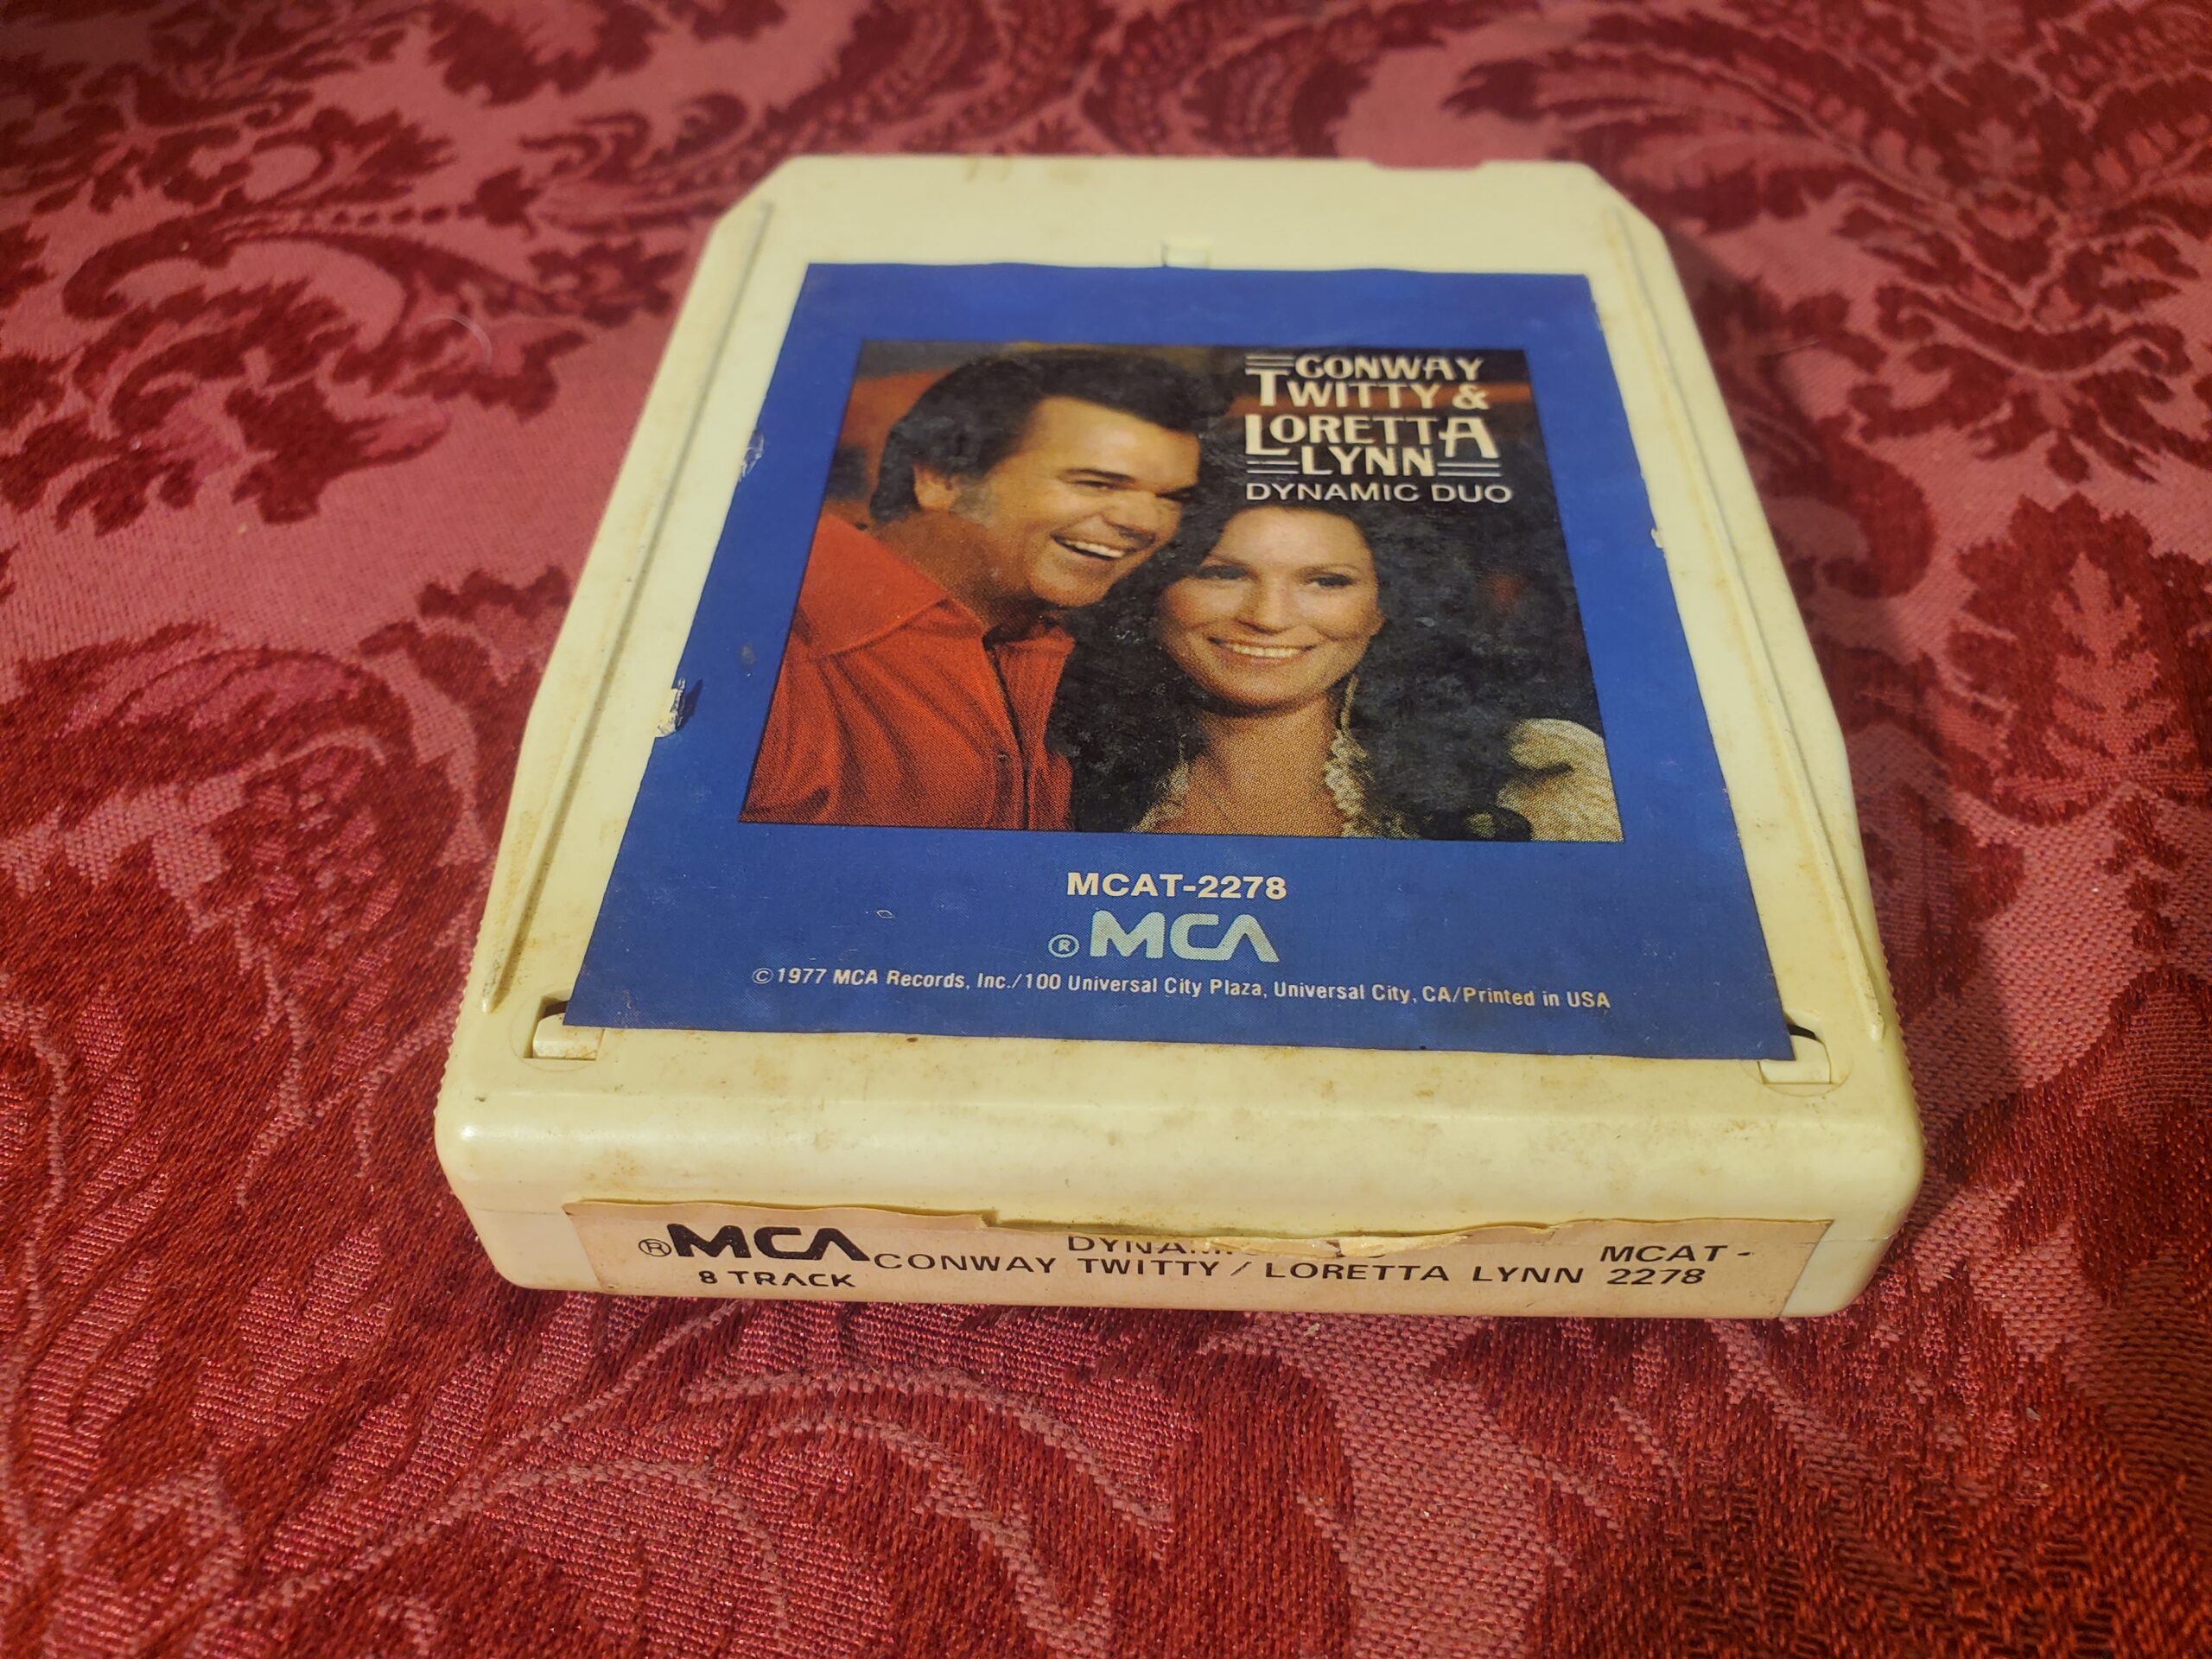 CONWAY
TWITTY &
LORETTA
LYNN
DYNAMIC DUO
MCAT-2278
® MCA
©1977 MCA Records, Inc./100 Universal City Plaza, Universal City, CA/Printed in USA
®MCA
8 TRACK
CONWAY TWITTY / LORETTA LYNN
MCAT-
2278